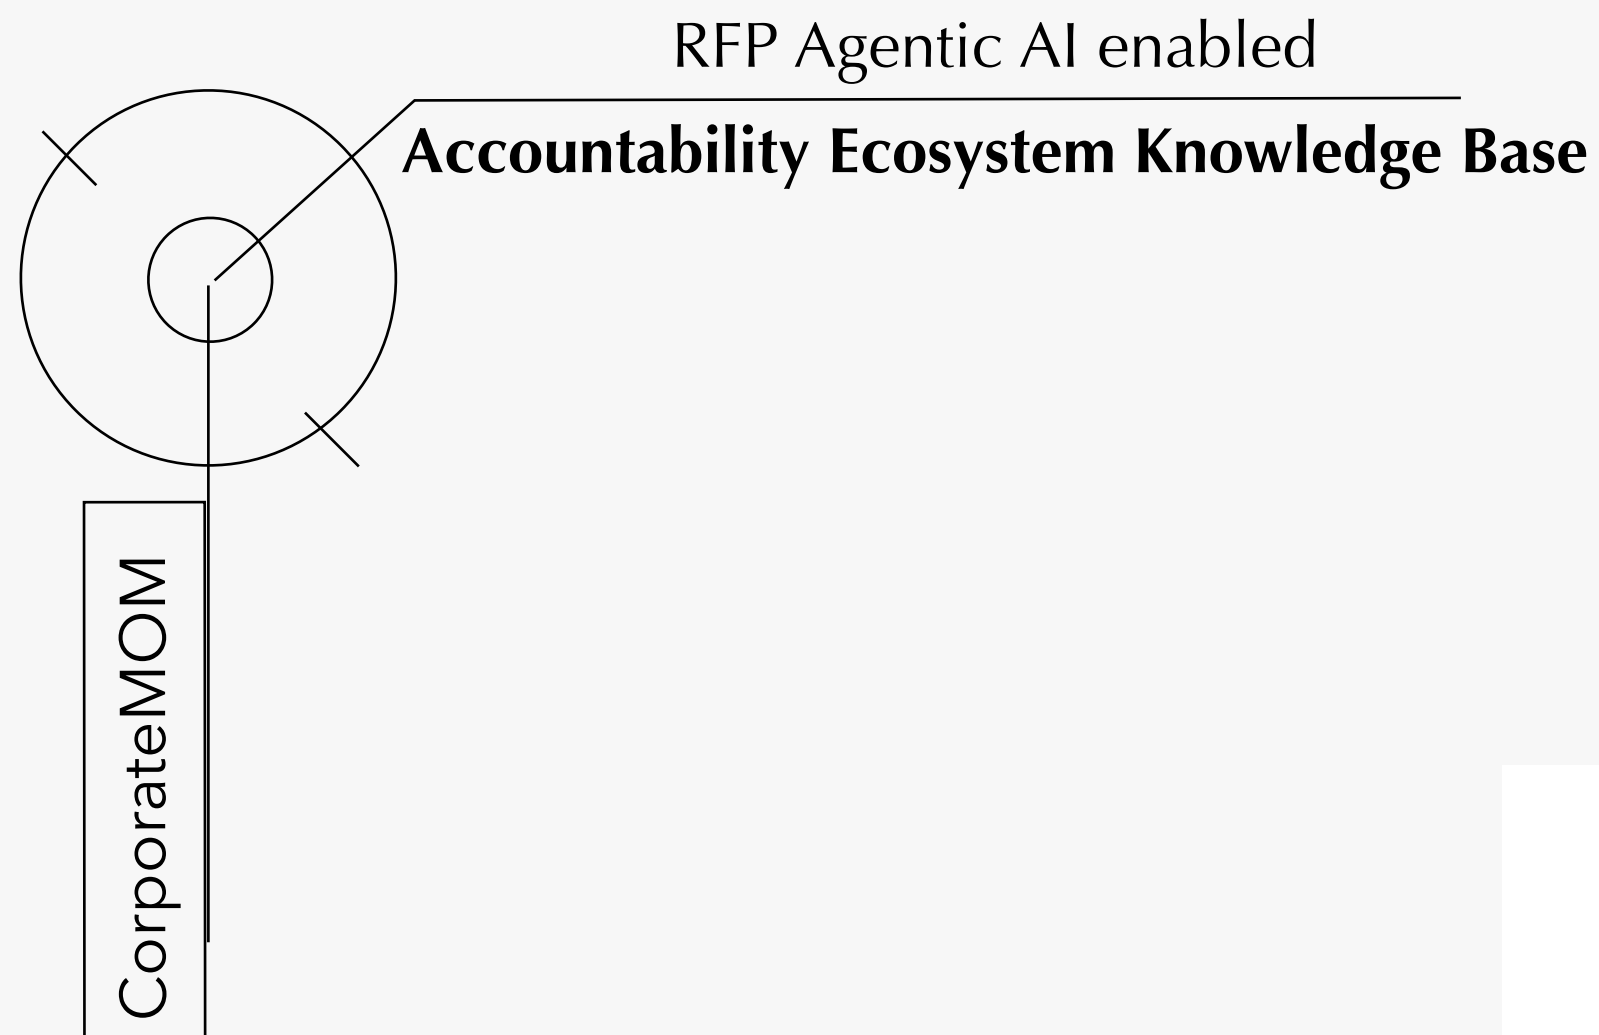 RFP Agentic AI enabled
Accountability Ecosystem Knowledge Base
CorporateMOM